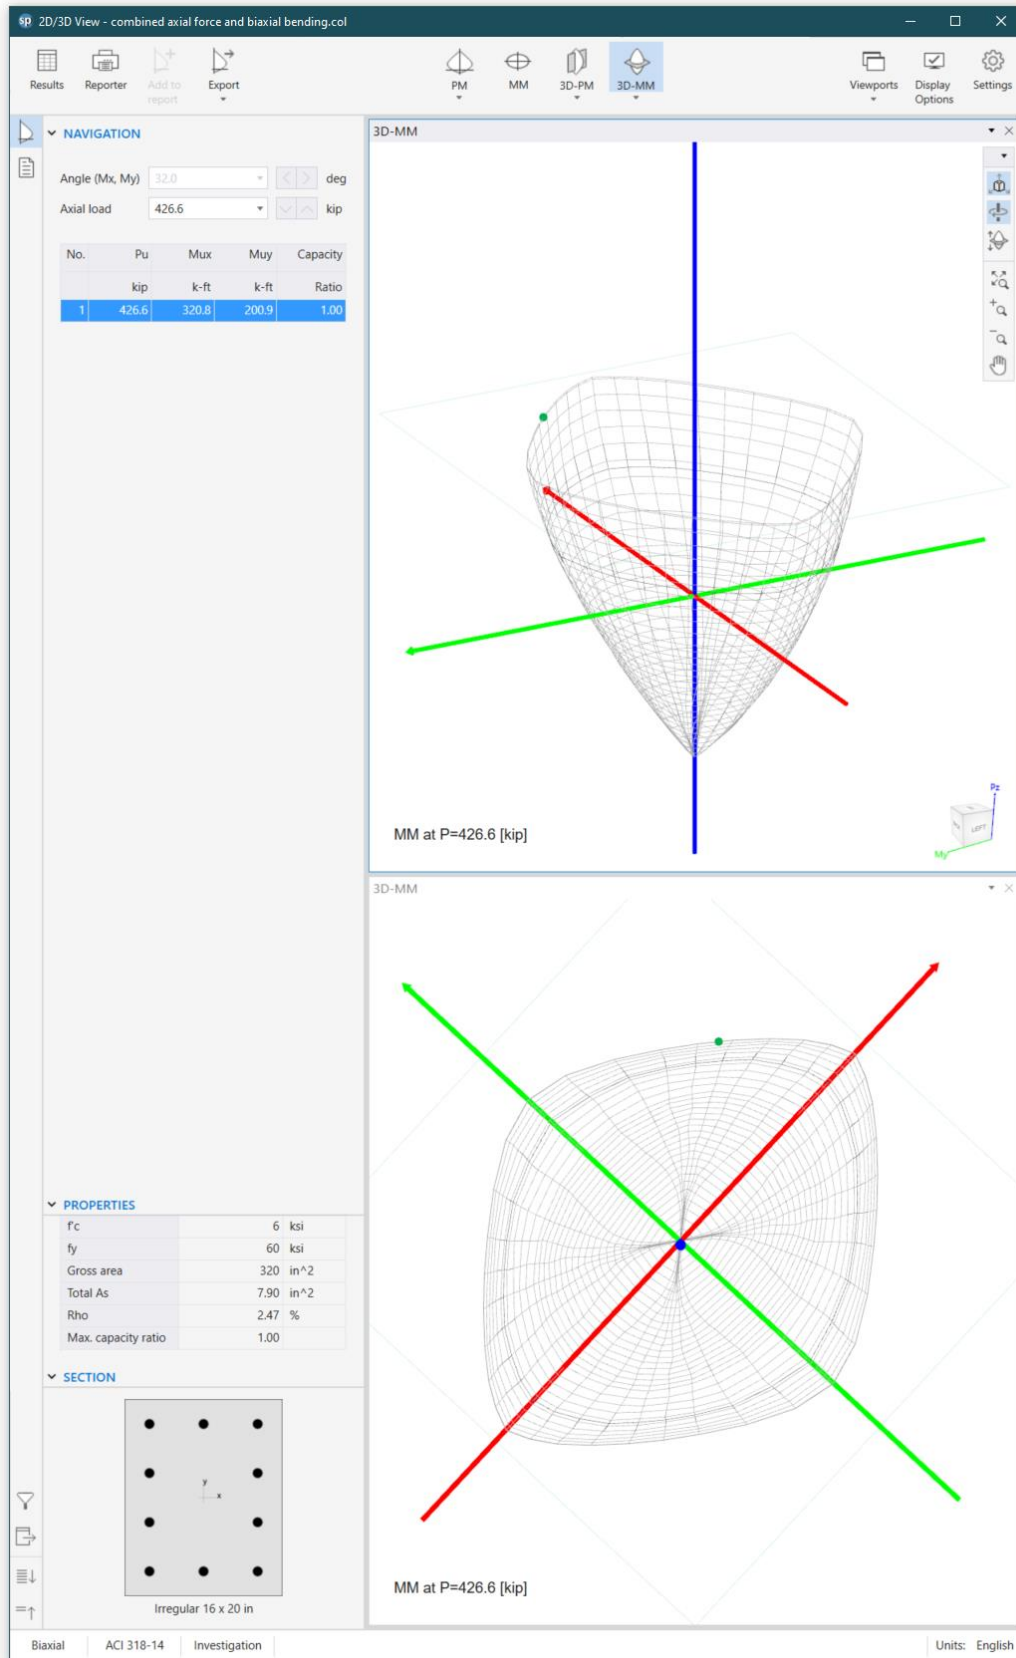 sp 2D/3D View - combined axial force and biaxial bending.col
Results Reporter Add to report Export PM MM 3D-PM 3D-MM Viewports Display Options Settings
NAVIGATION
Angle (Mx, My) 32.0 deg
Axial load 426.6 kip
No. Pu Mux Muy Capacity
kip k-ft k-ft Ratio
1 426.6 320.8 200.9 1.00
3D-MM
LEFT
Pz
My
MM at P=426.6 [kip]
3D-MM
MM at P=426.6 [kip]
PROPERTIES
f'c 6 ksi
fy 60 ksi
Gross area 320 in^2
Total As 7.90 in^2
Rho 2.47 %
Max. capacity ratio 1.00
SECTION
y
x
Irregular 16 x 20 in
Biaxial ACI 318-14 Investigation Units: English